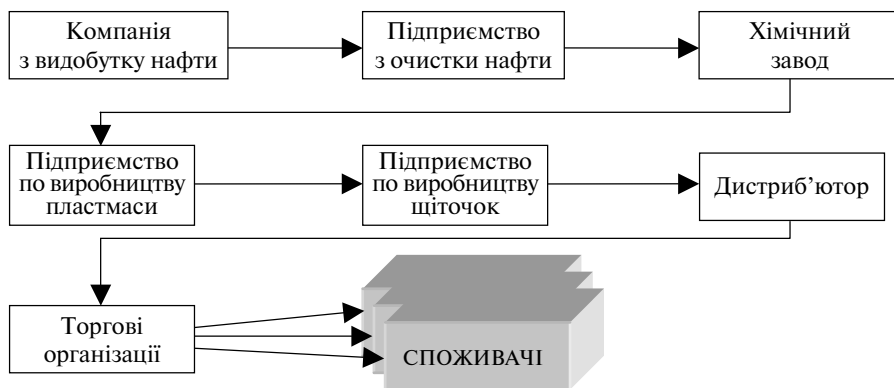 Компанія
з видобутку нафти
Підприємство
з очистки нафти
Хімічний
завод
Підприємство
по виробництву
пластмаси
Підприємство
по виробництву
щіточок
Дистриб’ютор
Торгові
організації
СПОЖИВАЧІ